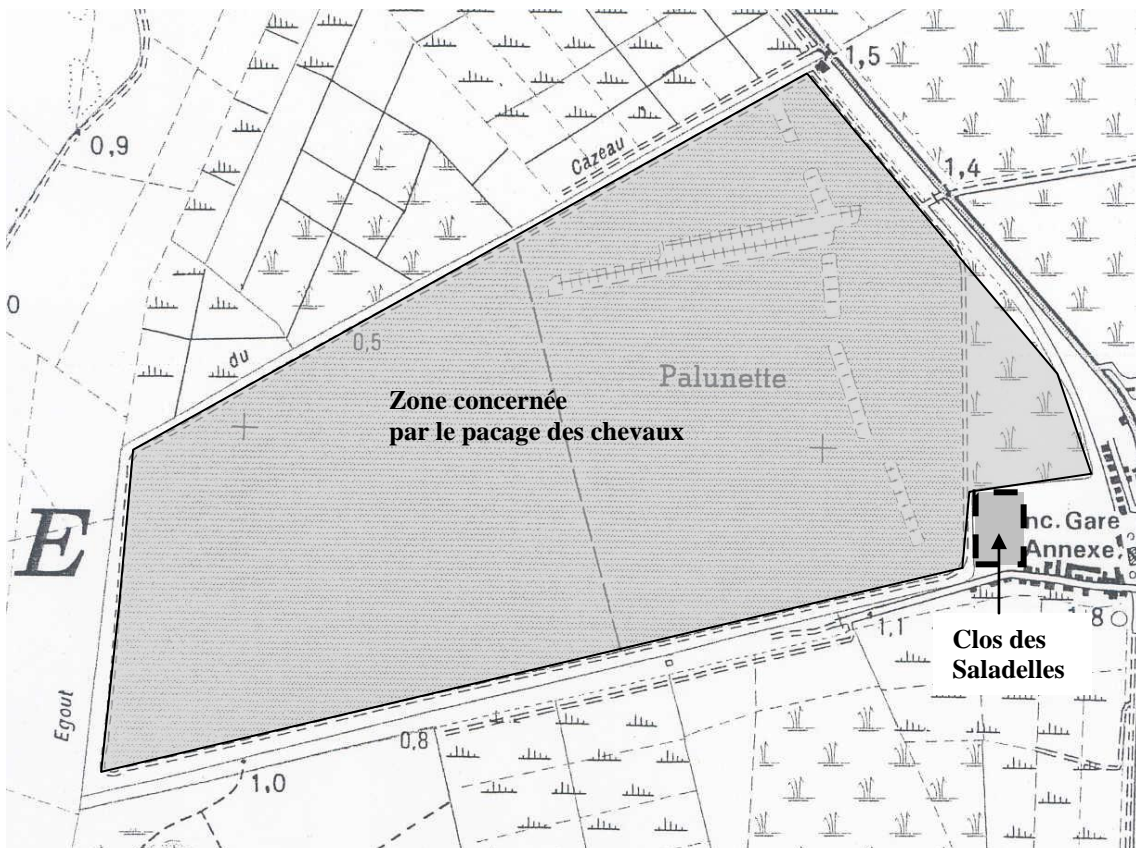 1,5
0,9
Cazeau
1,4
0
du
0,5
Palunette
Zone concernée
par le pacage des chevaux
E
nc. Gare
Annexe
1,1
8
Clos des
Saladelles
Egout
0,8
1,0